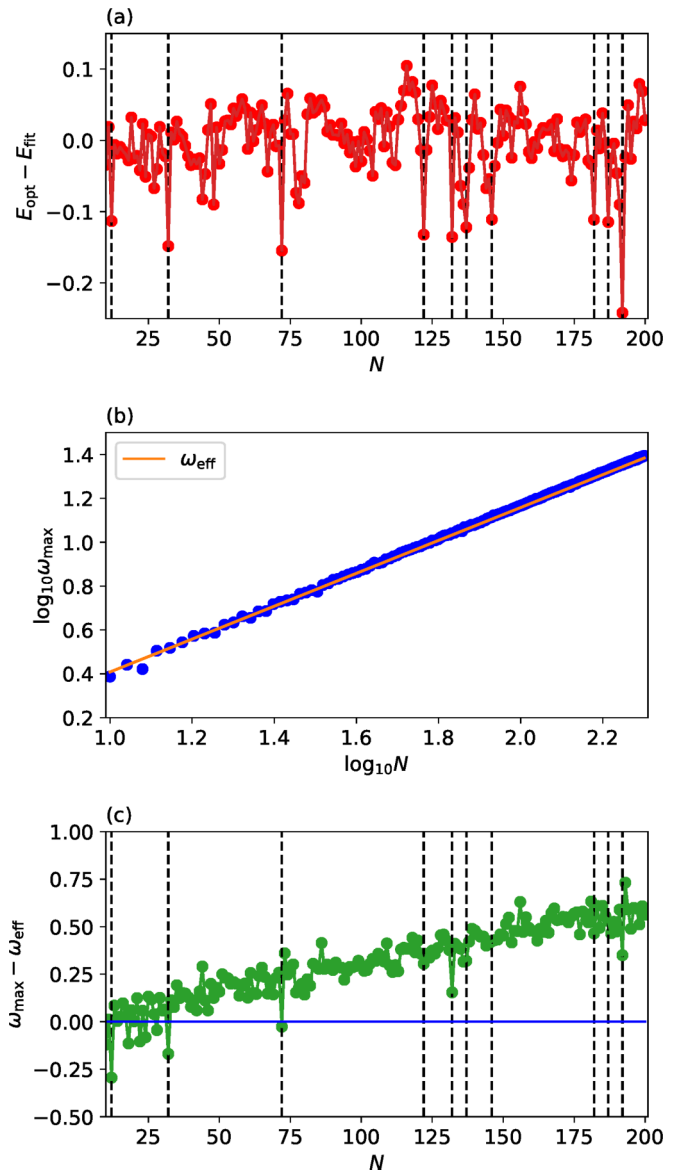 (a)
0.1
0.0
−0.1
−0.2
E_opt − E_fit
25 50 75 100 125 150 175 200
N
(b)
1.4
1.2
1.0
0.8
0.6
0.4
0.2
log₁₀ω_max
ω_eff
1.0 1.2 1.4 1.6 1.8 2.0 2.2
log₁₀N
(c)
1.00
0.75
0.50
0.25
0.00
−0.25
−0.50
ω_max − ω_eff
25 50 75 100 125 150 175 200
N